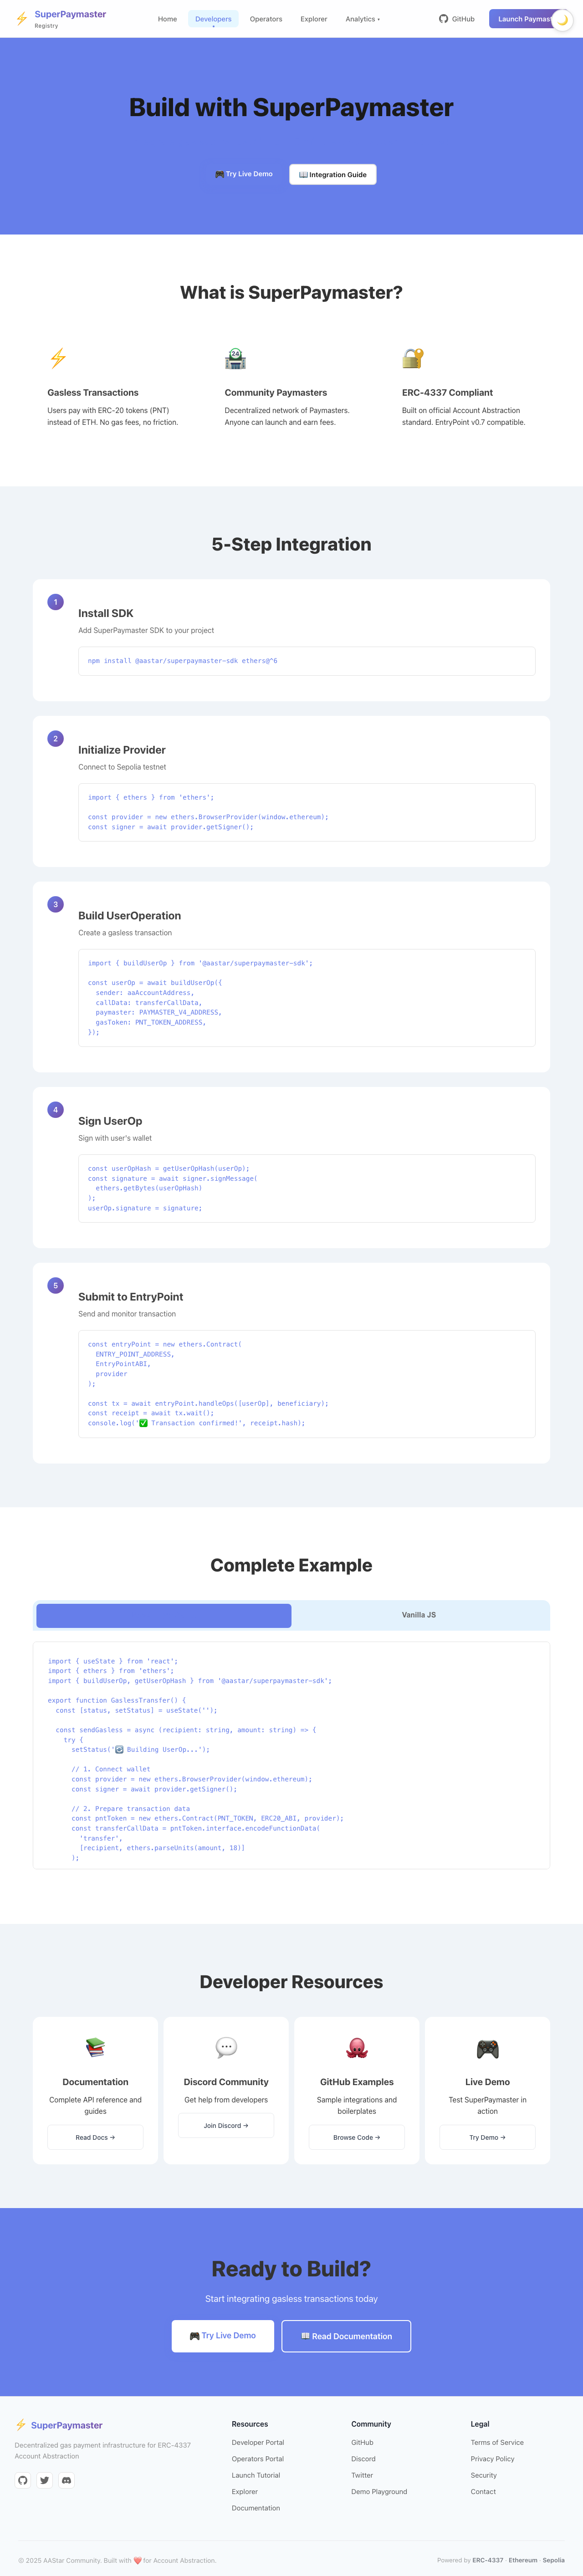 SuperPaymaster
Registry
Home
Developers
Operators
Explorer
Analytics ▾
GitHub
Launch Paymast
Build with SuperPaymaster
🎮 Try Live Demo
📖 Integration Guide
What is SuperPaymaster?
Gasless Transactions
Users pay with ERC-20 tokens (PNT)
instead of ETH. No gas fees, no friction.
24
Community Paymasters
Decentralized network of Paymasters.
Anyone can launch and earn fees.
ERC-4337 Compliant
Built on official Account Abstraction
standard. EntryPoint v0.7 compatible.
5-Step Integration
1
Install SDK
Add SuperPaymaster SDK to your project
npm install @aastar/superpaymaster-sdk ethers@^6
2
Initialize Provider
Connect to Sepolia testnet
import { ethers } from 'ethers';
const provider = new ethers.BrowserProvider(window.ethereum);
const signer = await provider.getSigner();
3
Build UserOperation
Create a gasless transaction
import { buildUserOp } from '@aastar/superpaymaster-sdk';
const userOp = await buildUserOp({
  sender: aaAccountAddress,
  callData: transferCallData,
  paymaster: PAYMASTER_V4_ADDRESS,
  gasToken: PNT_TOKEN_ADDRESS,
});
4
Sign UserOp
Sign with user's wallet
const userOpHash = getUserOpHash(userOp);
const signature = await signer.signMessage(
  ethers.getBytes(userOpHash)
);
userOp.signature = signature;
5
Submit to EntryPoint
Send and monitor transaction
const entryPoint = new ethers.Contract(
  ENTRY_POINT_ADDRESS,
  EntryPointABI,
  provider
);
const tx = await entryPoint.handleOps([userOp], beneficiary);
const receipt = await tx.wait();
console.log('✅ Transaction confirmed!', receipt.hash);
Complete Example
Vanilla JS
import { useState } from 'react';
import { ethers } from 'ethers';
import { buildUserOp, getUserOpHash } from '@aastar/superpaymaster-sdk';
export function GaslessTransfer() {
  const [status, setStatus] = useState('');
  const sendGasless = async (recipient: string, amount: string) => {
    try {
      setStatus('🔄 Building UserOp...');
      // 1. Connect wallet
      const provider = new ethers.BrowserProvider(window.ethereum);
      const signer = await provider.getSigner();
      // 2. Prepare transaction data
      const pntToken = new ethers.Contract(PNT_TOKEN, ERC20_ABI, provider);
      const transferCallData = pntToken.interface.encodeFunctionData(
        'transfer',
        [recipient, ethers.parseUnits(amount, 18)]
      );
Developer Resources
Documentation
Complete API reference and
guides
Read Docs →
Discord Community
Get help from developers
Join Discord →
GitHub Examples
Sample integrations and
boilerplates
Browse Code →
Live Demo
Test SuperPaymaster in
action
Try Demo →
Ready to Build?
Start integrating gasless transactions today
🎮 Try Live Demo
📖 Read Documentation
SuperPaymaster
Decentralized gas payment infrastructure for ERC-4337
Account Abstraction
Resources
Developer Portal
Operators Portal
Launch Tutorial
Explorer
Documentation
Community
GitHub
Discord
Twitter
Demo Playground
Legal
Terms of Service
Privacy Policy
Security
Contact
© 2025 AAStar Community. Built with ❤️ for Account Abstraction.
Powered by ERC-4337 · Ethereum · Sepolia